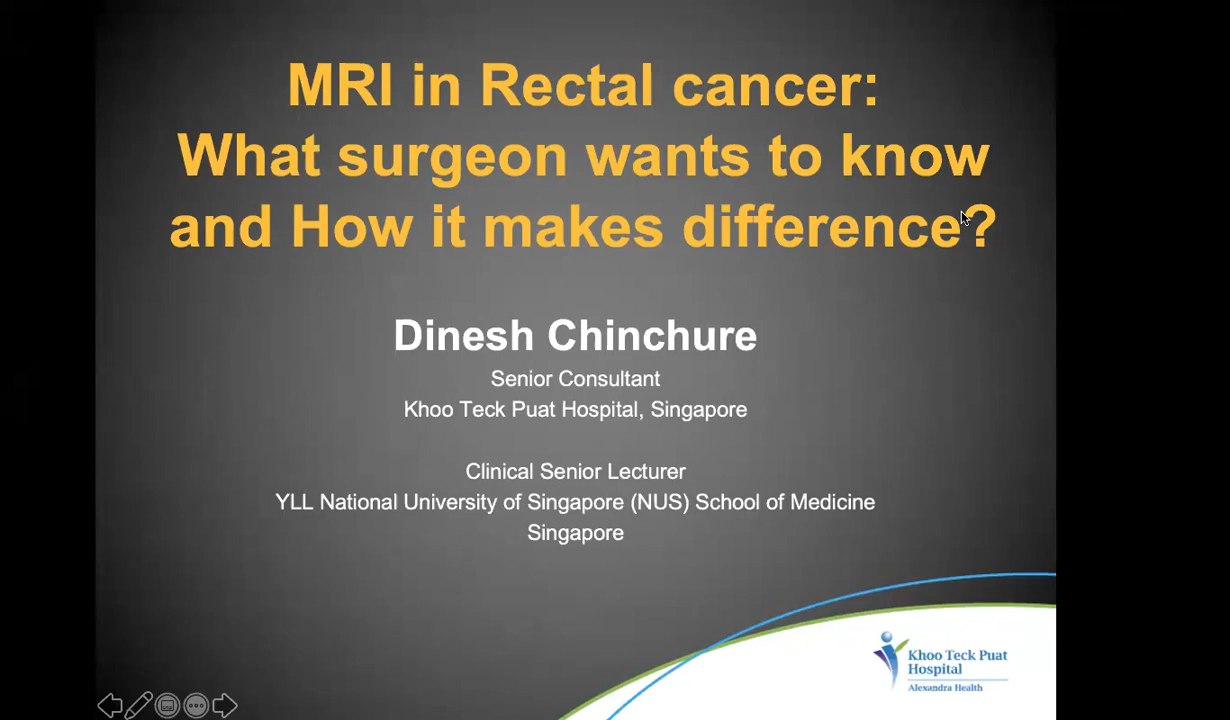 MRI in Rectal cancer:
What surgeon wants to know
and How it makes difference?
Dinesh Chinchure
Senior Consultant
Khoo Teck Puat Hospital, Singapore
Clinical Senior Lecturer
YLL National University of Singapore (NUS) School of Medicine
Singapore
Khoo Teck Puat
Hospital
Alexandra Health